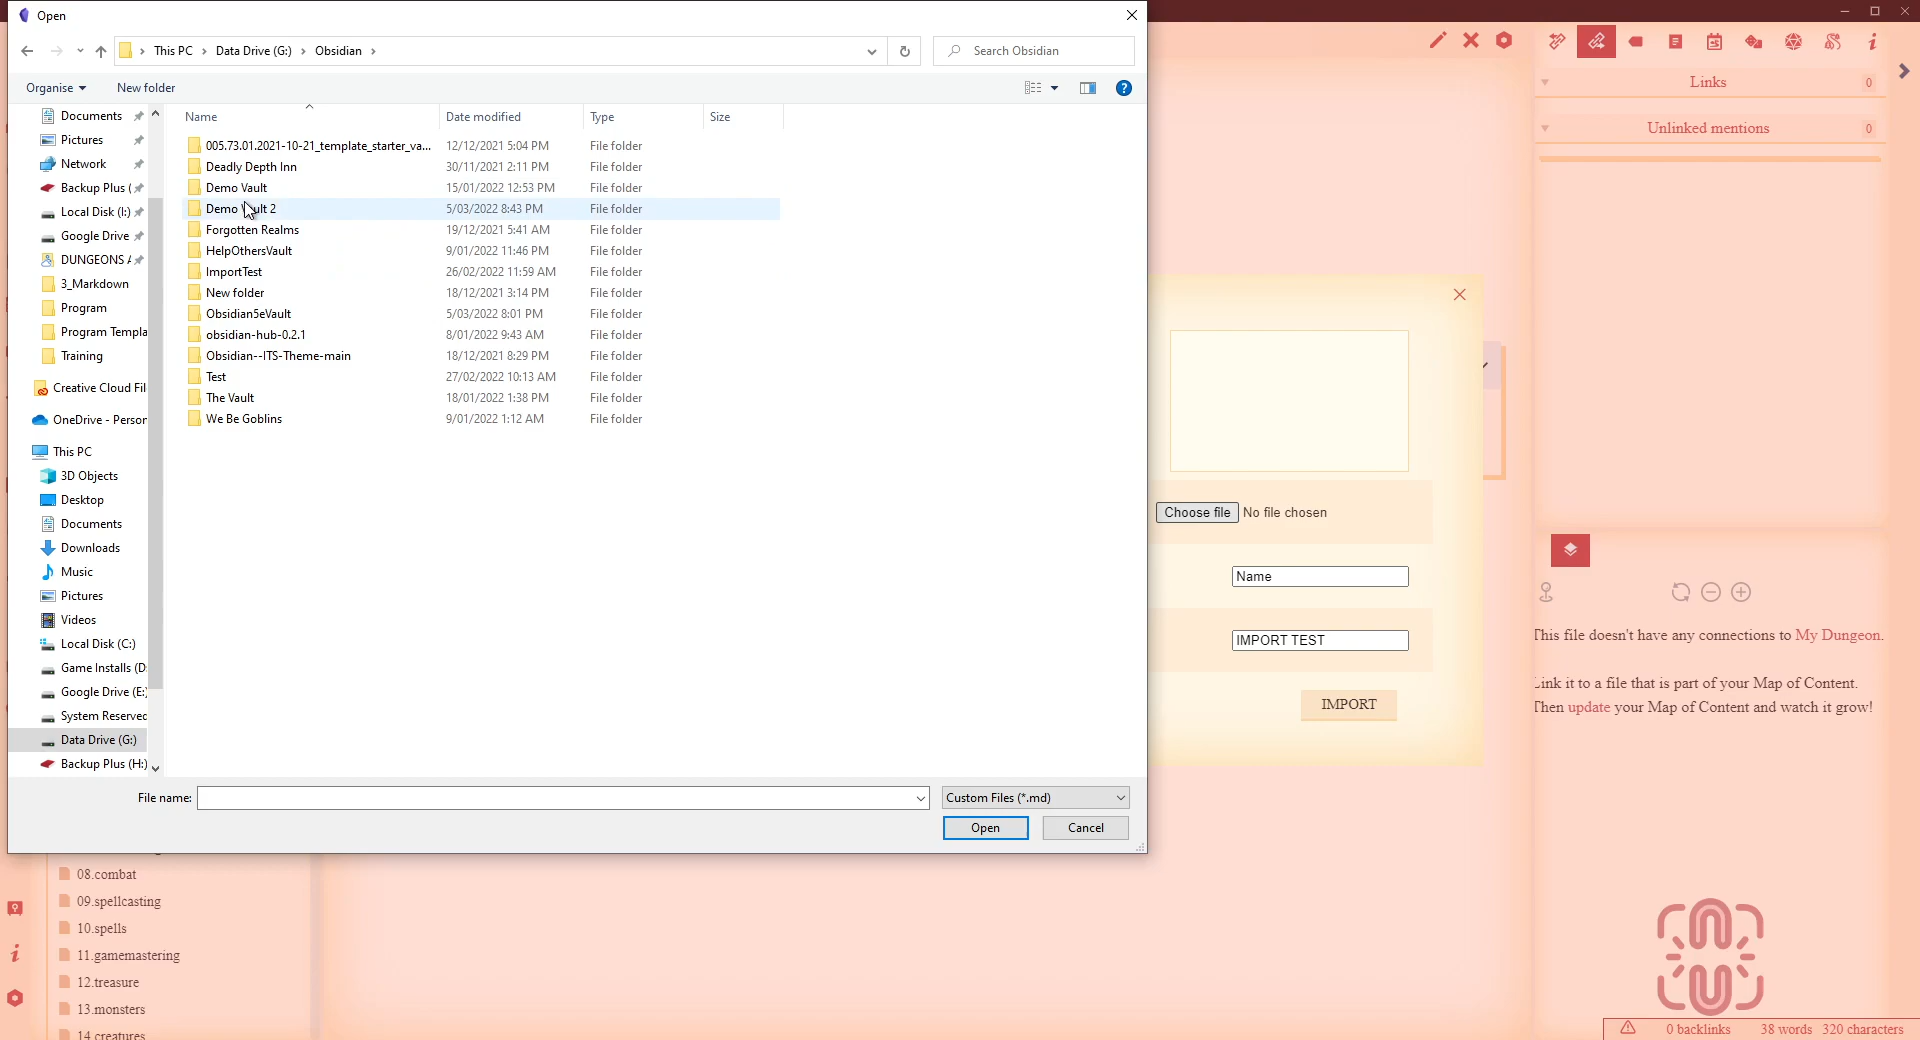 Open
This PC > Data Drive (G:) > Obsidian >
Search Obsidian
Organise
New folder
Documents
Pictures
Network
Backup Plus (
Local Disk (I:)
Google Drive
DUNGEONS A
3_Markdown
Program
Program Templa
Training
Creative Cloud Fil
OneDrive - Person
This PC
3D Objects
Desktop
Documents
Downloads
Music
Pictures
Videos
Local Disk (C:)
Game Installs (D:
Google Drive (E:)
System Reserved
Data Drive (G:)
Backup Plus (H:)
Name Date modified Type Size
005.73.01.2021-10-21_template_starter_va... 12/12/2021 5:04 PM File folder
Deadly Depth Inn 30/11/2021 2:11 PM File folder
Demo Vault 15/01/2022 12:53 PM File folder
Demo Vault 2 5/03/2022 8:43 PM File folder
Forgotten Realms 19/12/2021 5:41 AM File folder
HelpOthersVault 9/01/2022 11:46 PM File folder
ImportTest 26/02/2022 11:59 AM File folder
New folder 18/12/2021 3:14 PM File folder
Obsidian5eVault 5/03/2022 8:01 PM File folder
obsidian-hub-0.2.1 8/01/2022 9:43 AM File folder
Obsidian--ITS-Theme-main 18/12/2021 8:29 PM File folder
Test 27/02/2022 10:13 AM File folder
The Vault 18/01/2022 1:38 PM File folder
We Be Goblins 9/01/2022 1:12 AM File folder
File name:
Custom Files (*.md)
Open Cancel
Choose file No file chosen
Name
IMPORT TEST
IMPORT
Links 0
Unlinked mentions 0
This file doesn't have any connections to My Dungeon.
Link it to a file that is part of your Map of Content.
Then update your Map of Content and watch it grow!
08.combat
09.spellcasting
10.spells
11.gamemastering
12.treasure
13.monsters
14.creatures
0 backlinks 38 words 320 characters